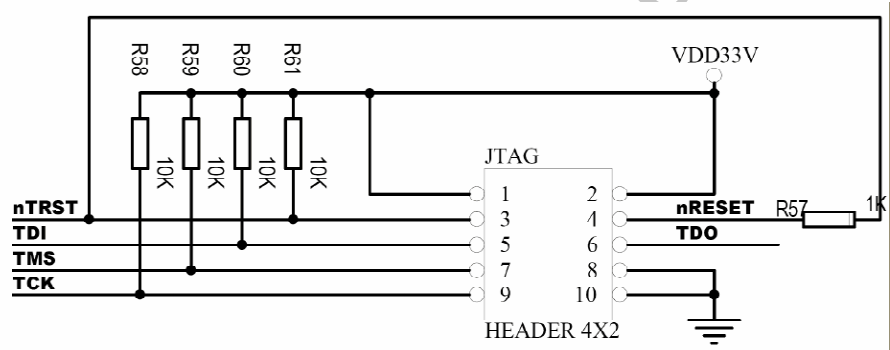 R58
R59
R60
R61
VDD33V
10K
10K
10K
10K
JTAG
1 2
nTRST 3 4 nRESET R57 1K
TDI 5 6 TDO
TMS 7 8
TCK 9 10
HEADER 4X2